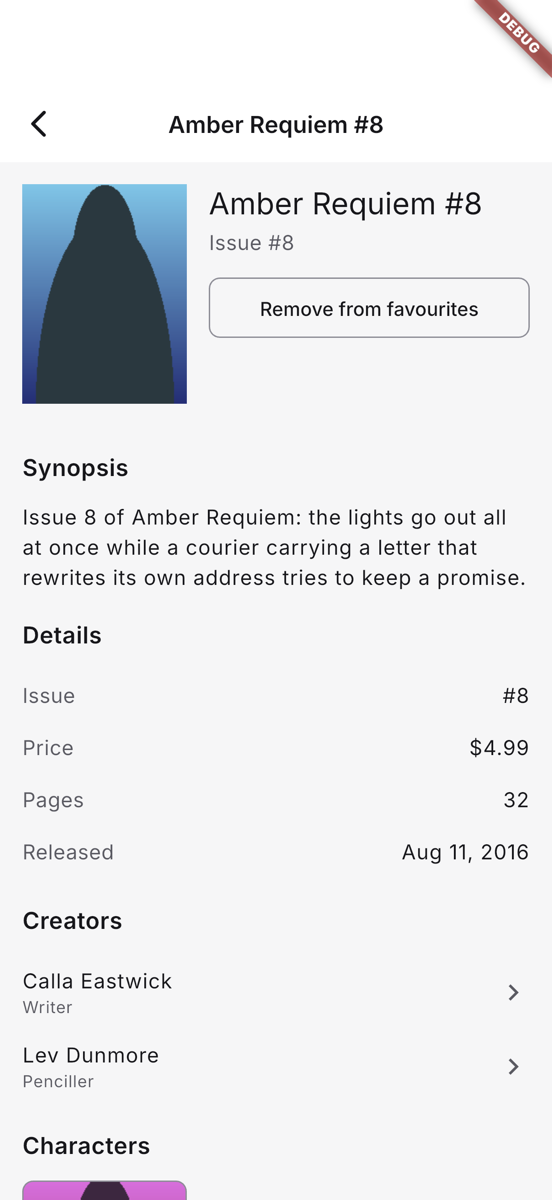 DEBUG
Amber Requiem #8
Amber Requiem #8
Issue #8
Remove from favourites
Synopsis
Issue 8 of Amber Requiem: the lights go out all
at once while a courier carrying a letter that
rewrites its own address tries to keep a promise.
Details
Issue #8
Price $4.99
Pages 32
Released Aug 11, 2016
Creators
Calla Eastwick
Writer
Lev Dunmore
Penciller
Characters